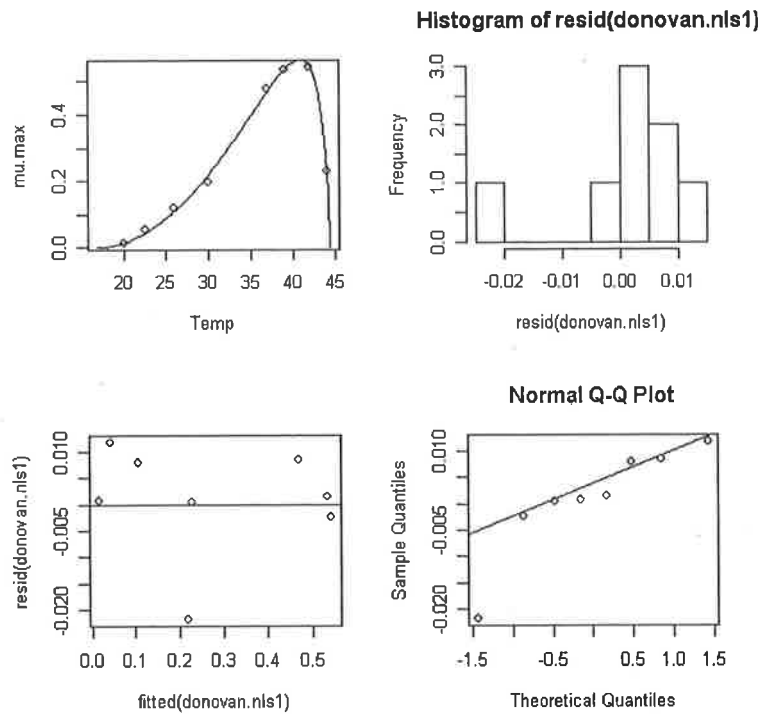 mu.max
0.0 0.2 0.4
20 25 30 35 40 45
Temp
Histogram of resid(donovan.nls1)
Frequency
0.0 1.0 2.0 3.0
-0.02 -0.01 0.00 0.01
resid(donovan.nls1)
resid(donovan.nls1)
-0.020 -0.005 0.010
0.0 0.1 0.2 0.3 0.4 0.5
fitted(donovan.nls1)
Normal Q-Q Plot
Sample Quantiles
-0.020 -0.005 0.010
-1.5 -0.5 0.5 1.0 1.5
Theoretical Quantiles